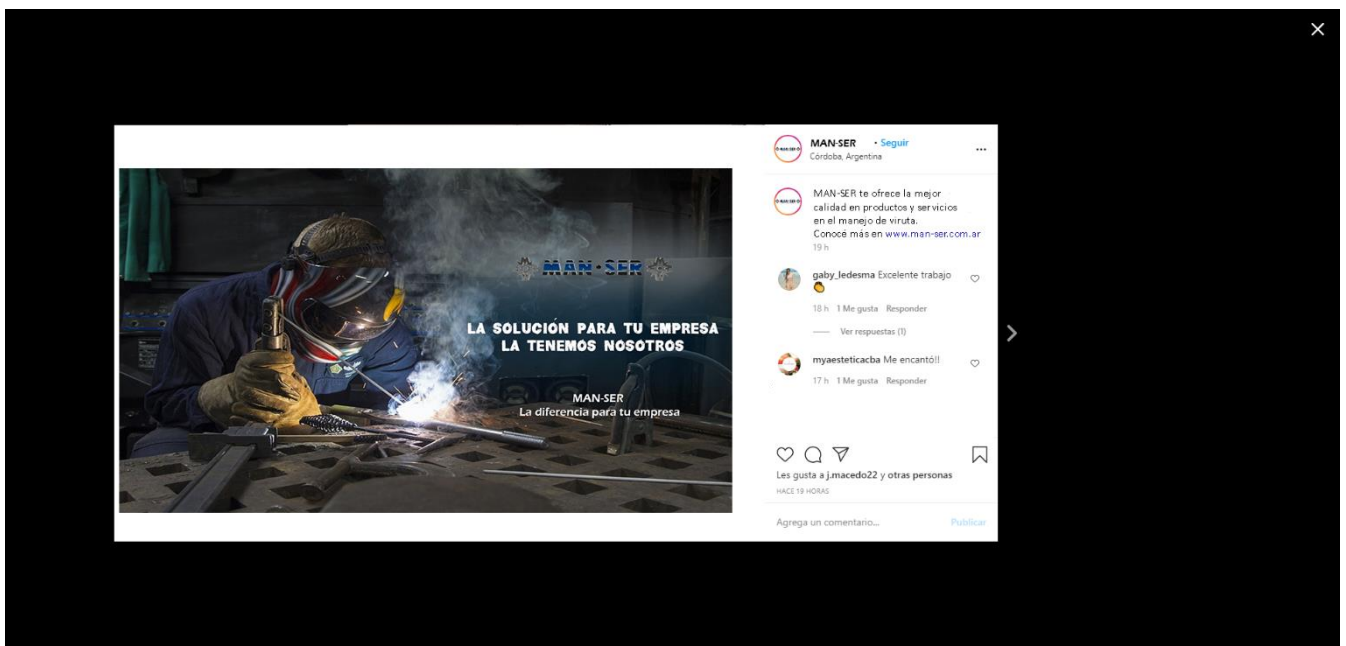 MAN-SER
LA SOLUCIÓN PARA TU EMPRESA
LA TENEMOS NOSOTROS
MAN-SER
La diferencia para tu empresa
MAN-SER • Seguir
Córdoba, Argentina
MAN-SER te ofrece la mejor
calidad en productos y servicios
en el manejo de viruta.
Conocé más en www.man-ser.com.ar
19 h
gaby_ledesma Excelente trabajo
👏
18 h 1 Me gusta Responder
Ver respuestas (1)
myaesteticacba Me encantó!!
17 h 1 Me gusta Responder
Les gusta a j.macedo22 y otras personas
HACE 19 HORAS
Agrega un comentario... Publicar